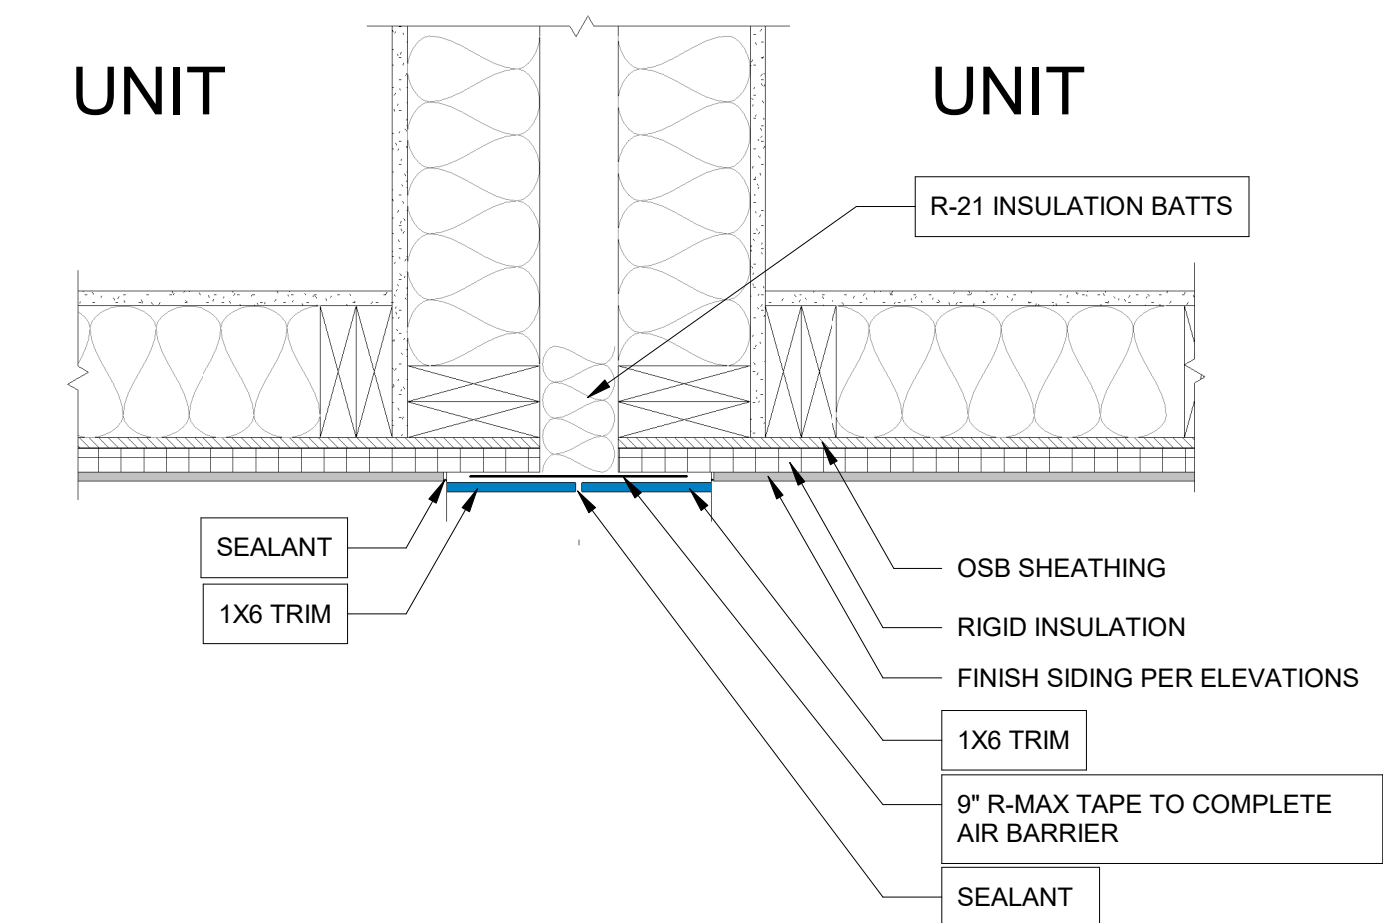 UNIT
UNIT
R-21 INSULATION BATTS
SEALANT
1X6 TRIM
OSB SHEATHING
RIGID INSULATION
FINISH SIDING PER ELEVATIONS
1X6 TRIM
9" R-MAX TAPE TO COMPLETE
AIR BARRIER
SEALANT